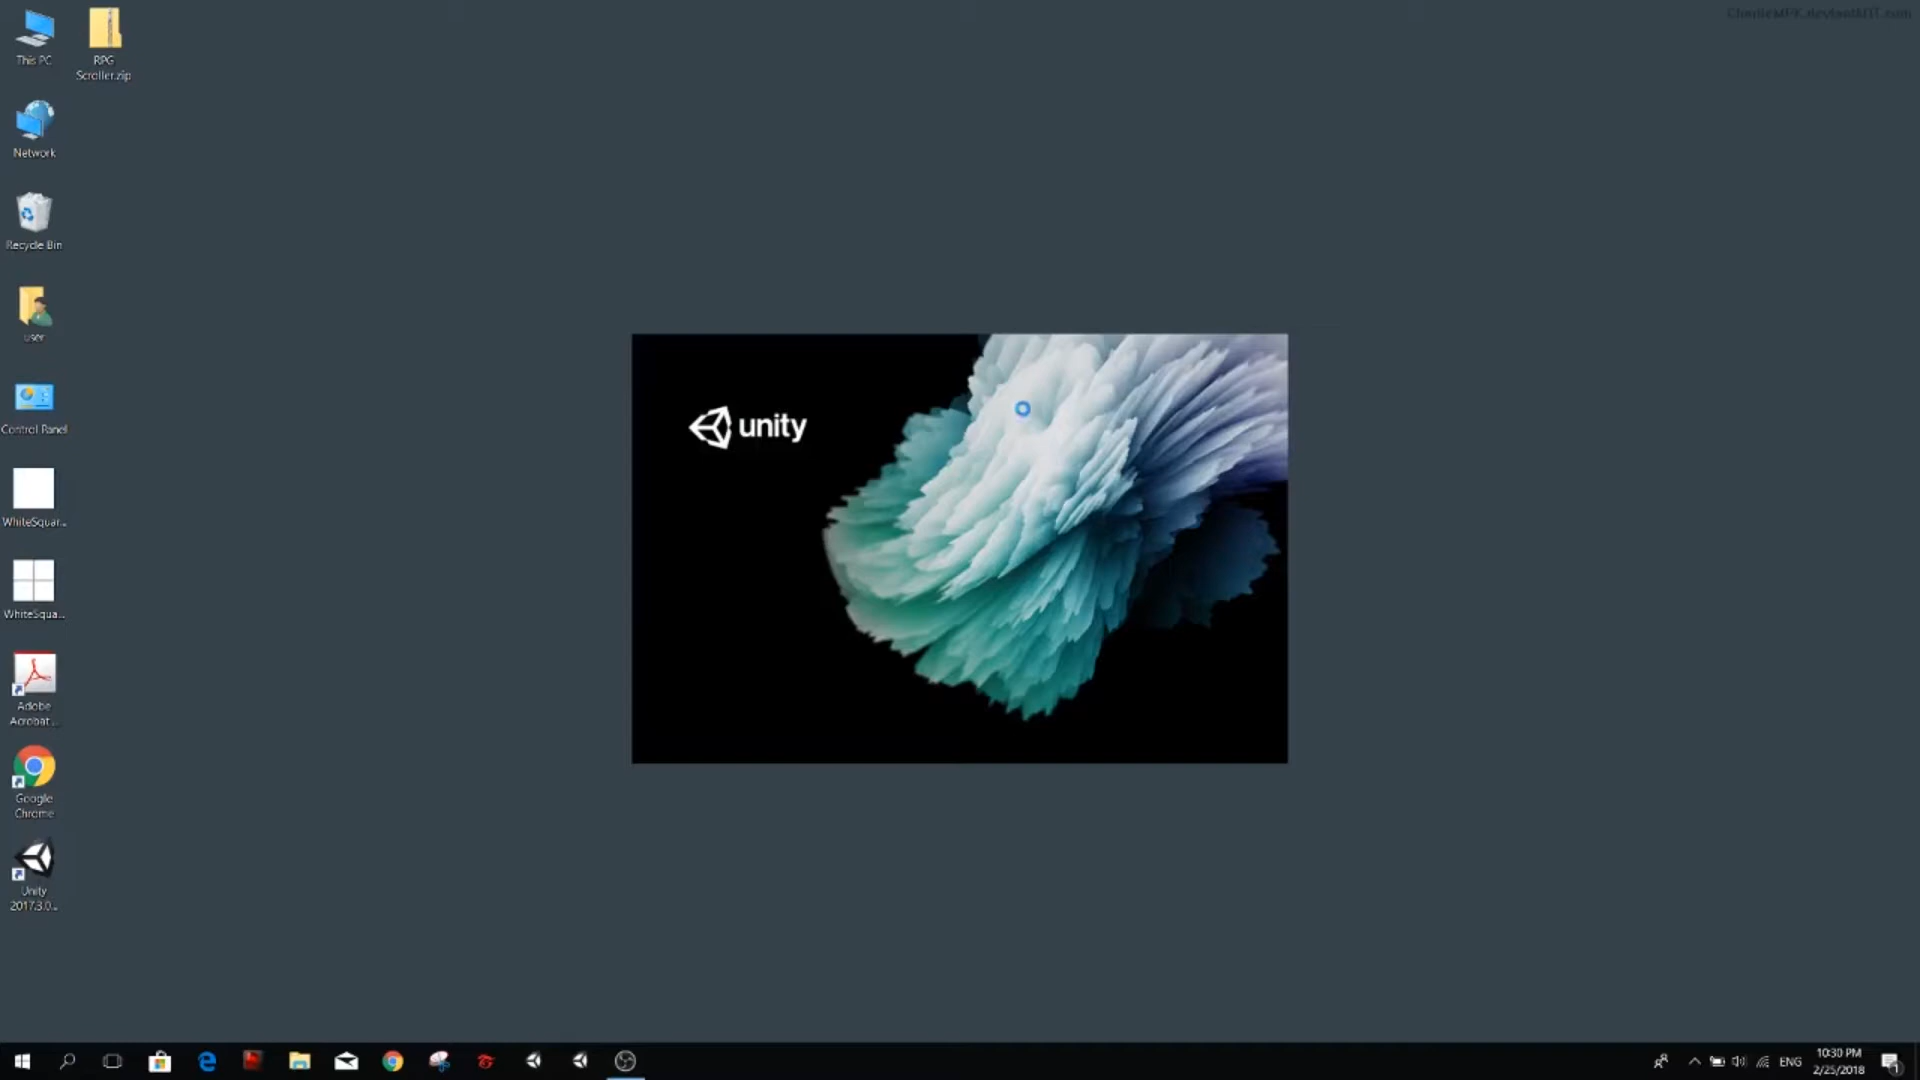 This PC
RPG
Scroller.zip
Network
Recycle Bin
user
Control Panel
WhiteSquar...
WhiteSqua...
Adobe
Acrobat ...
Google
Chrome
Unity
2017.3.0...
unity
ENG
10:30 PM
2/25/2018
1